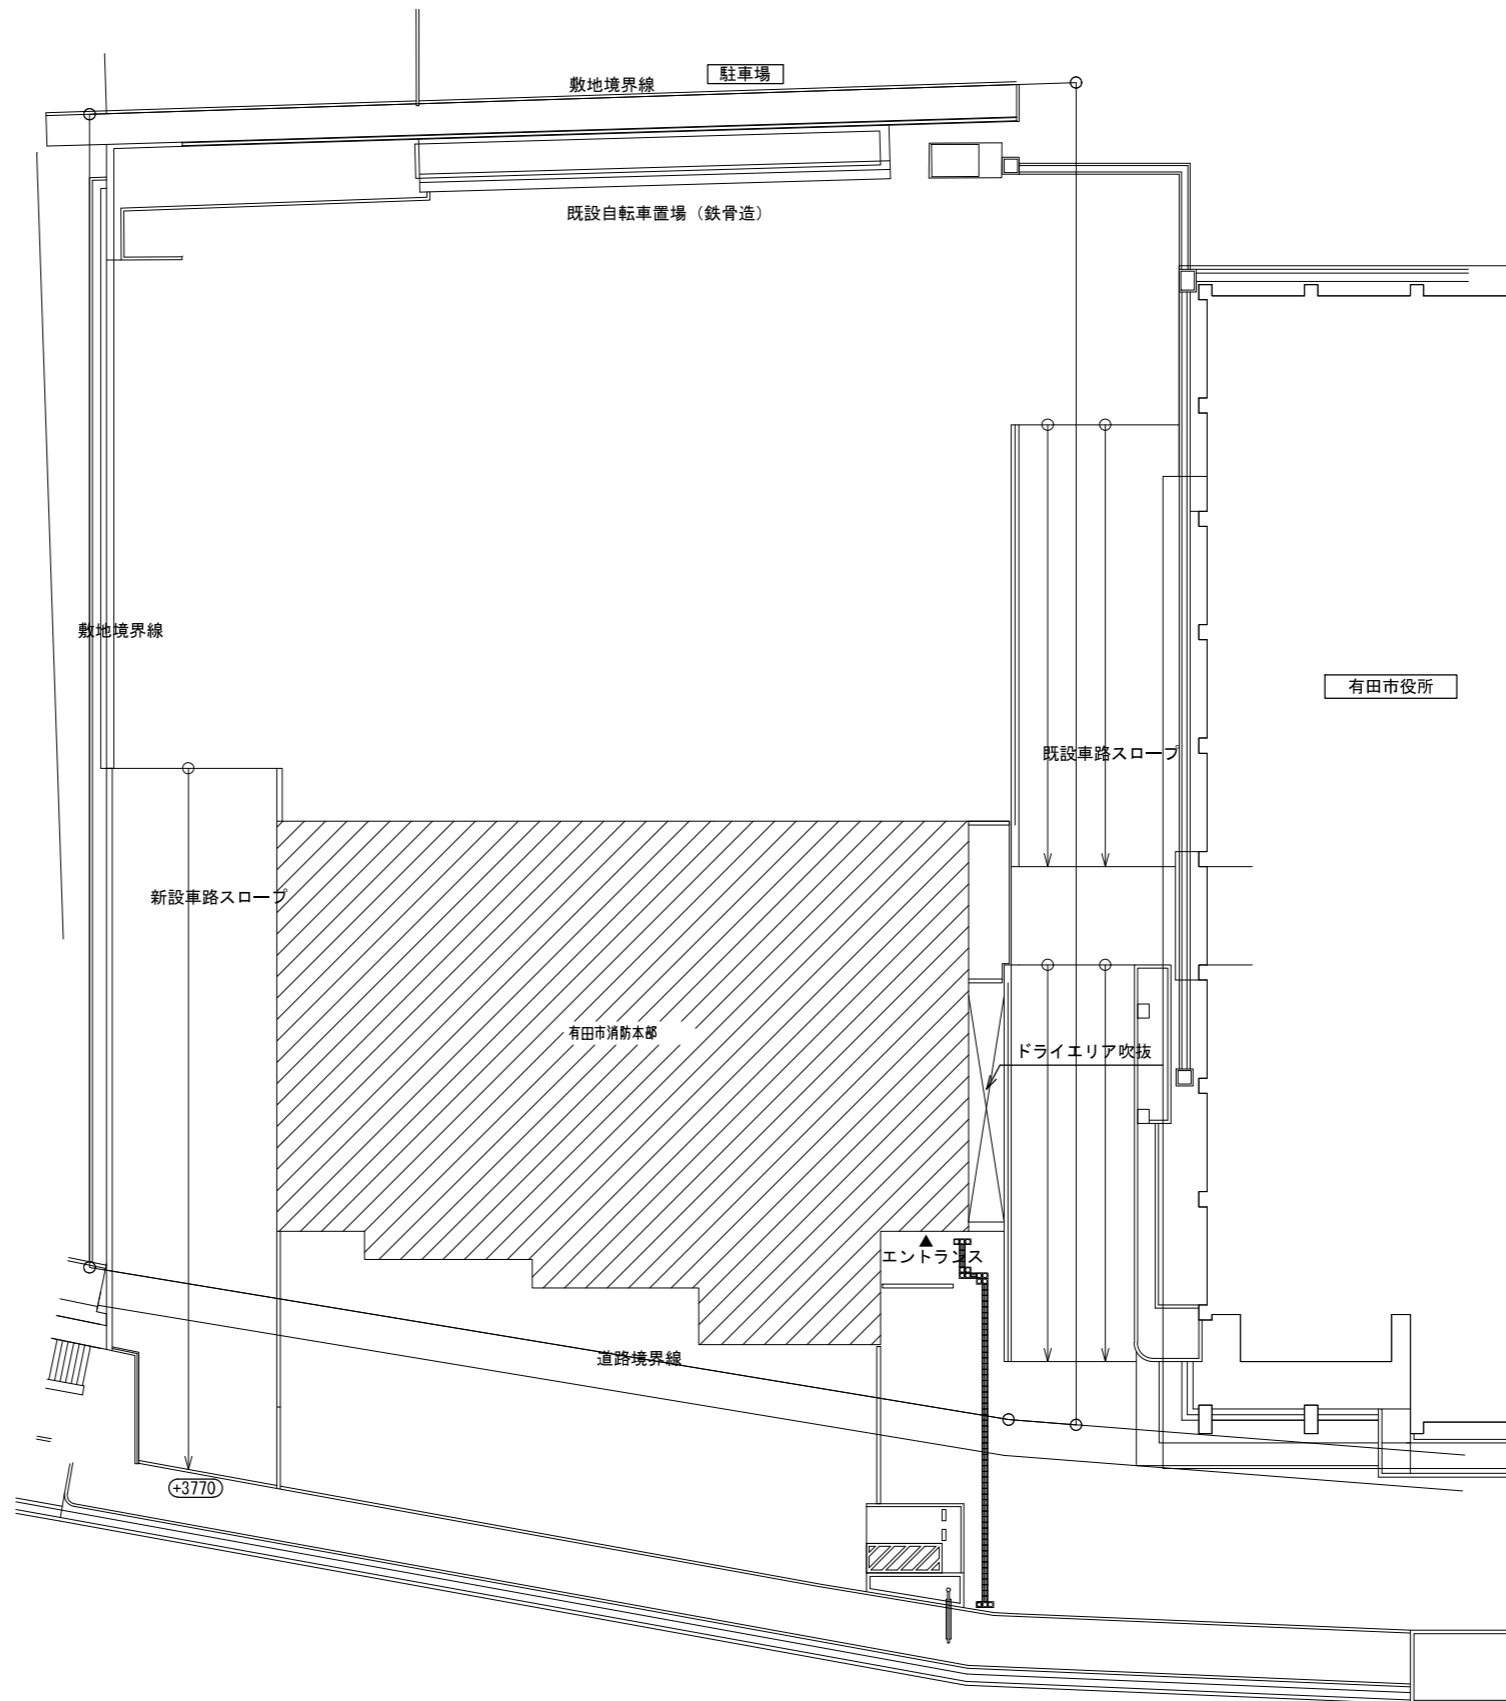 敷地境界線
駐車場
既設自転車置場（鉄骨造）
敷地境界線
有田市役所
既設車路スロープ
新設車路スロープ
有田市消防本部
ドライエリア吹抜
エントランス
道路境界線
+3770